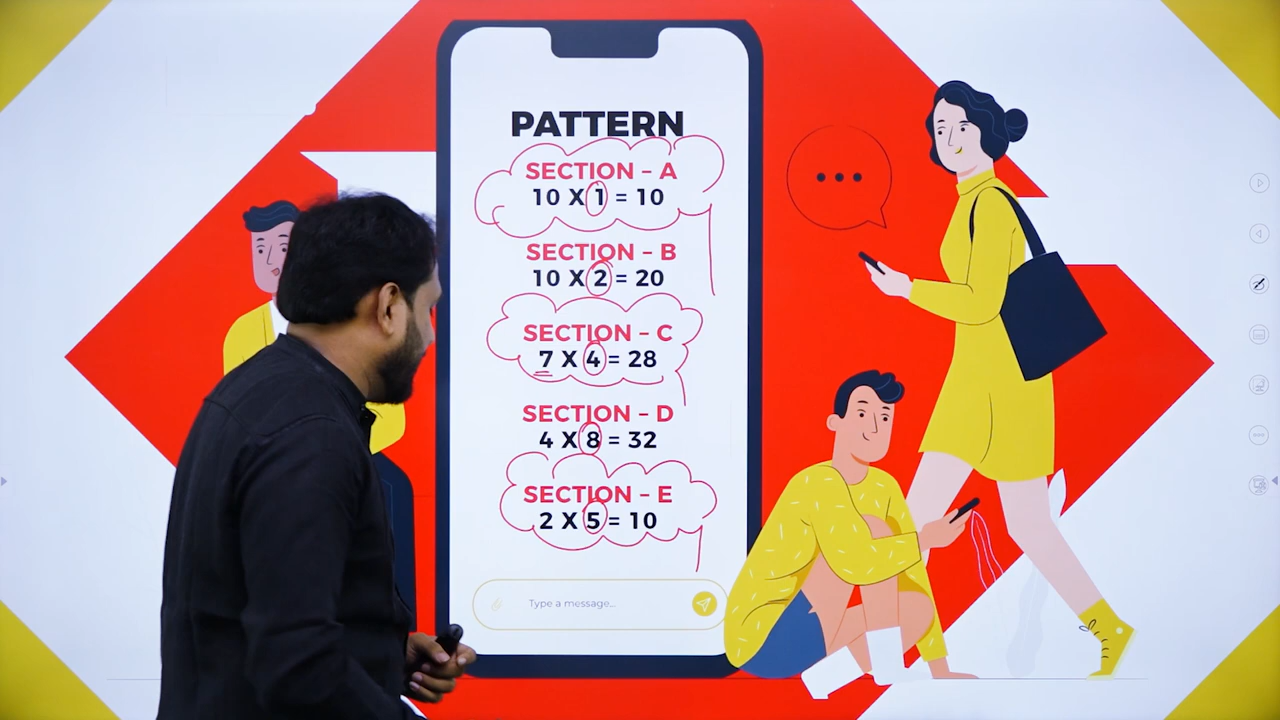 PATTERN
SECTION – A
10 X 1 = 10
SECTION – B
10 X 2 = 20
SECTION – C
7 X 4 = 28
SECTION – D
4 X 8 = 32
SECTION – E
2 X 5 = 10
Type a message...